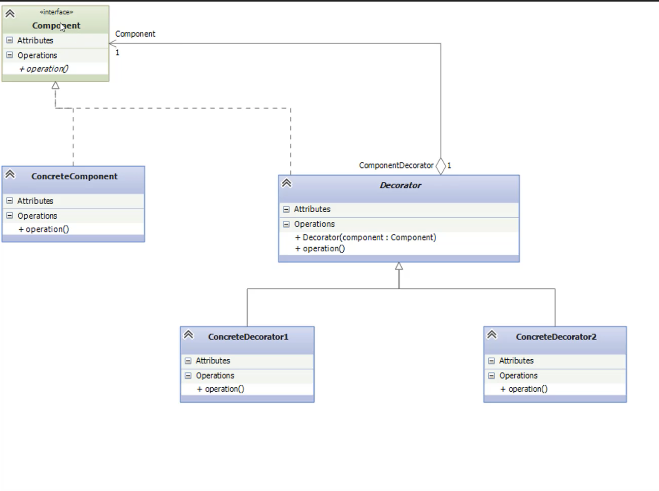 «interface»
Component
Attributes
Operations
+ operation()
Component
1
ComponentDecorator
1
ConcreteComponent
Attributes
Operations
+ operation()
Decorator
Attributes
Operations
+ Decorator(component : Component)
+ operation()
ConcreteDecorator1
Attributes
Operations
+ operation()
ConcreteDecorator2
Attributes
Operations
+ operation()